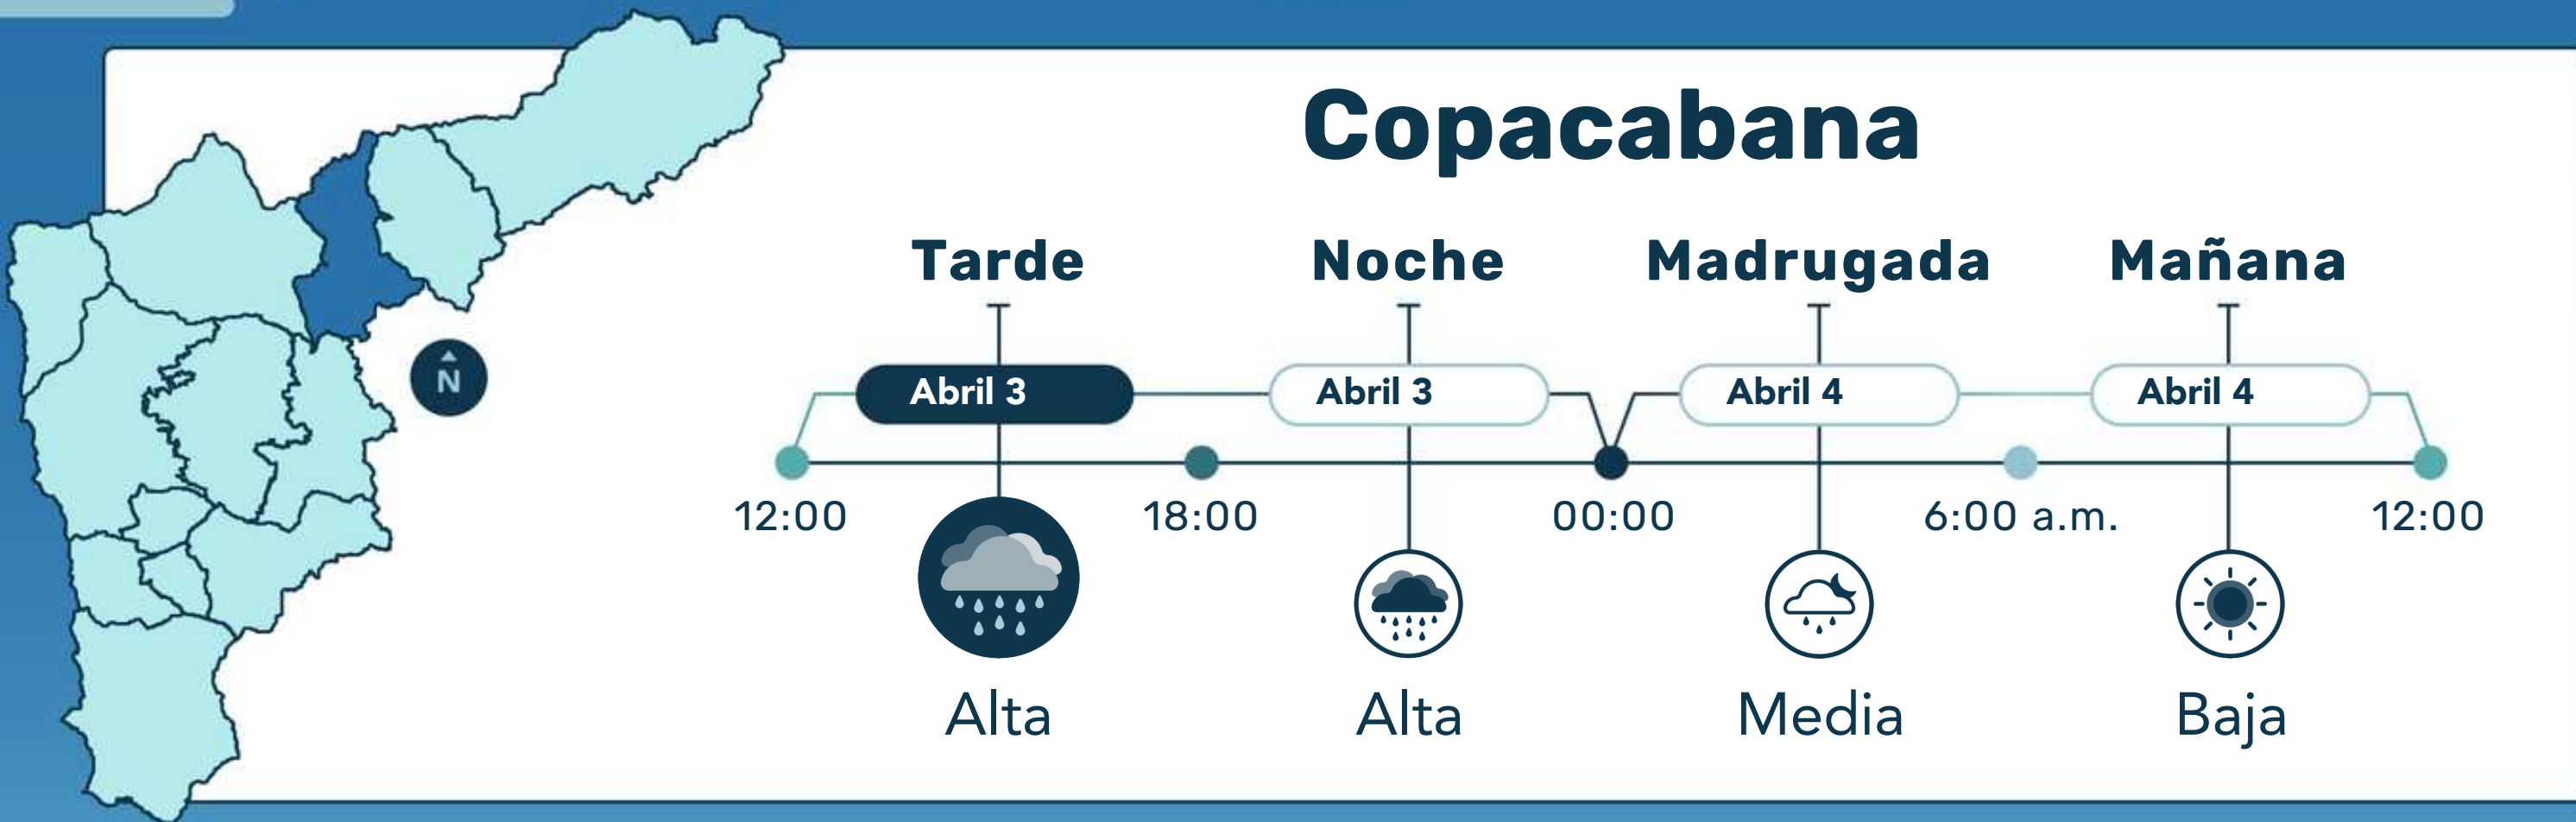 Copacabana
Tarde Noche Madrugada Mañana
Abril 3 Abril 3 Abril 4 Abril 4
N
12:00 18:00 00:00 6:00 a.m. 12:00
Alta Alta Media Baja